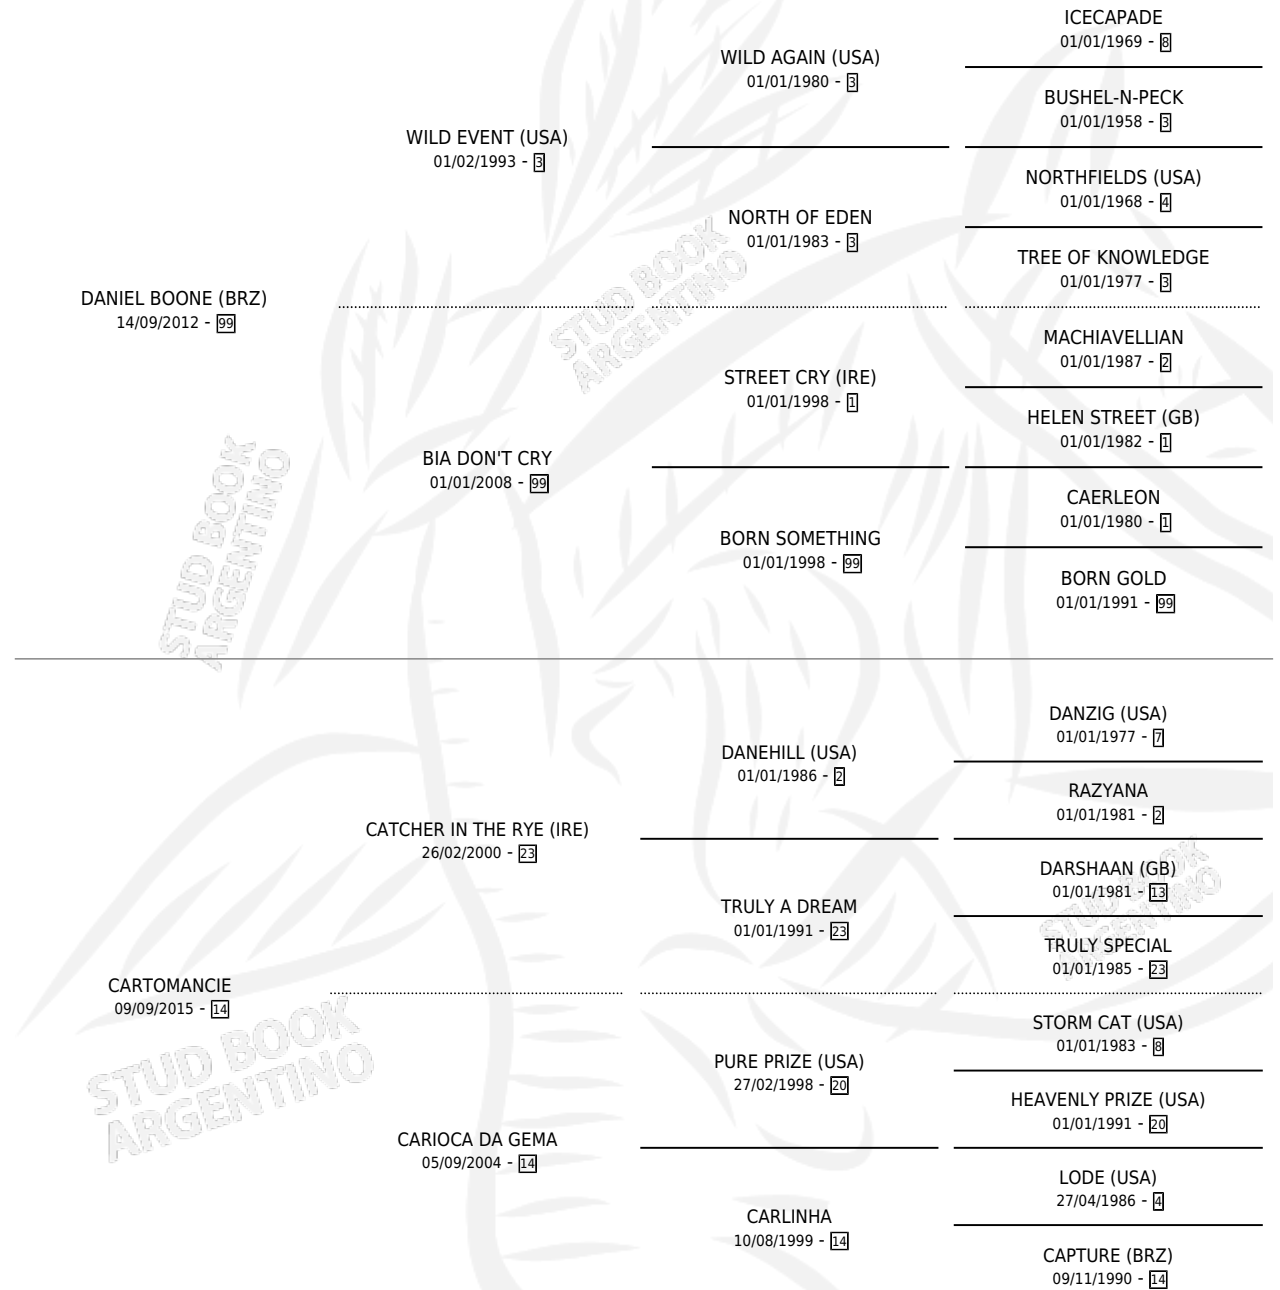 ICECAPADE
01/01/1969 - 8
WILD AGAIN (USA)
01/01/1980 - 3
BUSHEL-N-PECK
01/01/1958 - 3
WILD EVENT (USA)
01/02/1993 - 3
NORTHFIELDS (USA)
01/01/1968 - 4
NORTH OF EDEN
01/01/1983 - 3
TREE OF KNOWLEDGE
01/01/1977 - 3
DANIEL BOONE (BRZ)
14/09/2012 - 99
STUD BOOK
ARGENTINO
MACHIAVELLIAN
01/01/1987 - 2
STREET CRY (IRE)
01/01/1998 - 1
HELEN STREET (GB)
01/01/1982 - 1
BIA DON'T CRY
01/01/2008 - 99
CAERLEON
01/01/1980 - 1
BORN SOMETHING
01/01/1998 - 99
BORN GOLD
01/01/1991 - 99
STUD BOOK
ARGENTINO
DANZIG (USA)
01/01/1977 - 7
DANEHILL (USA)
01/01/1986 - 2
RAZYANA
01/01/1981 - 2
CATCHER IN THE RYE (IRE)
26/02/2000 - 23
DARSHAAN (GB)
01/01/1981 - 13
TRULY A DREAM
01/01/1991 - 23
STUD BOOK
ARGENTINO
TRULY SPECIAL
01/01/1985 - 23
CARTOMANCIE
09/09/2015 - 14
STUD BOOK
ARGENTINO
STORM CAT (USA)
01/01/1983 - 8
PURE PRIZE (USA)
27/02/1998 - 20
HEAVENLY PRIZE (USA)
01/01/1991 - 20
CARIOCA DA GEMA
05/09/2004 - 14
LODE (USA)
27/04/1986 - 4
CARLINHA
10/08/1999 - 14
CAPTURE (BRZ)
09/11/1990 - 14